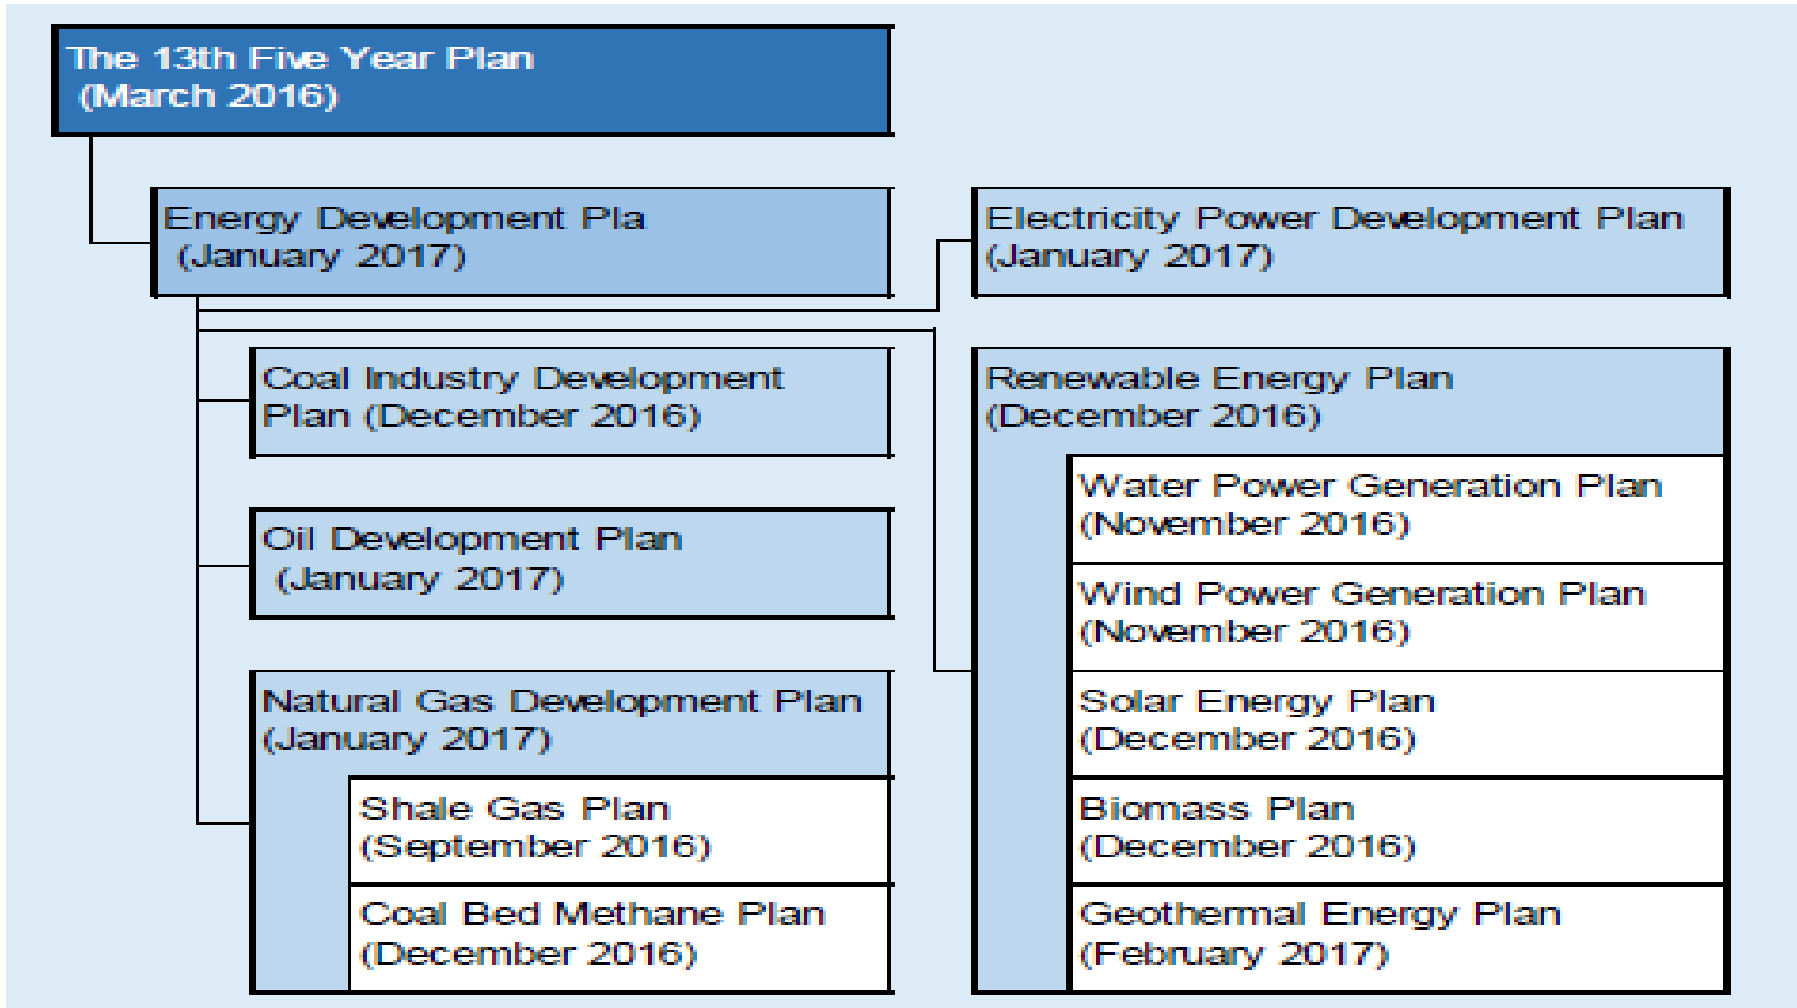 The 13th Five Year Plan
(March 2016)
Energy Development Pla
(January 2017)
Electricity Power Development Plan
(January 2017)
Coal Industry Development
Plan (December 2016)
Oil Development Plan
(January 2017)
Natural Gas Development Plan
(January 2017)
Shale Gas Plan
(September 2016)
Coal Bed Methane Plan
(December 2016)
Renewable Energy Plan
(December 2016)
Water Power Generation Plan
(November 2016)
Wind Power Generation Plan
(November 2016)
Solar Energy Plan
(December 2016)
Biomass Plan
(December 2016)
Geothermal Energy Plan
(February 2017)